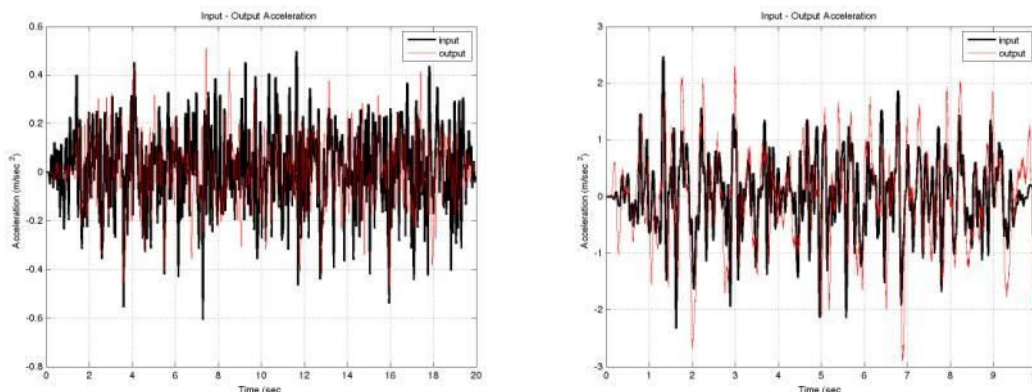 Input - Output Acceleration
input
output
Acceleration (m/sec ²)
0.6
0.4
0.2
0
-0.2
-0.4
-0.6
-0.8
0 2 4 6 8 10 12 14 16 18 20
Time (sec
Input - Output Acceleration
input
output
Acceleration (m/sec ²)
3
2
1
0
-1
-2
-3
0 1 2 3 4 5 6 7 8 9
Time (sec